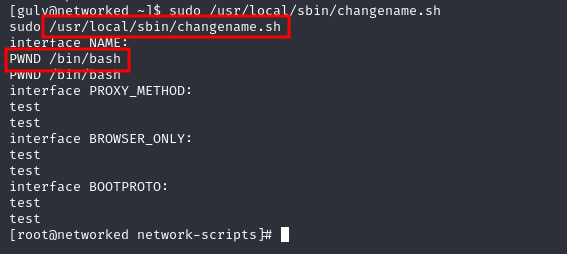 [guly@networked ~]$ sudo /usr/local/sbin/changename.sh
sudo /usr/local/sbin/changename.sh
interface NAME:
PWND /bin/bash
PWND /bin/bash
interface PROXY_METHOD:
test
test
interface BROWSER_ONLY:
test
test
interface BOOTPROTO:
test
test
[root@networked network-scripts]#